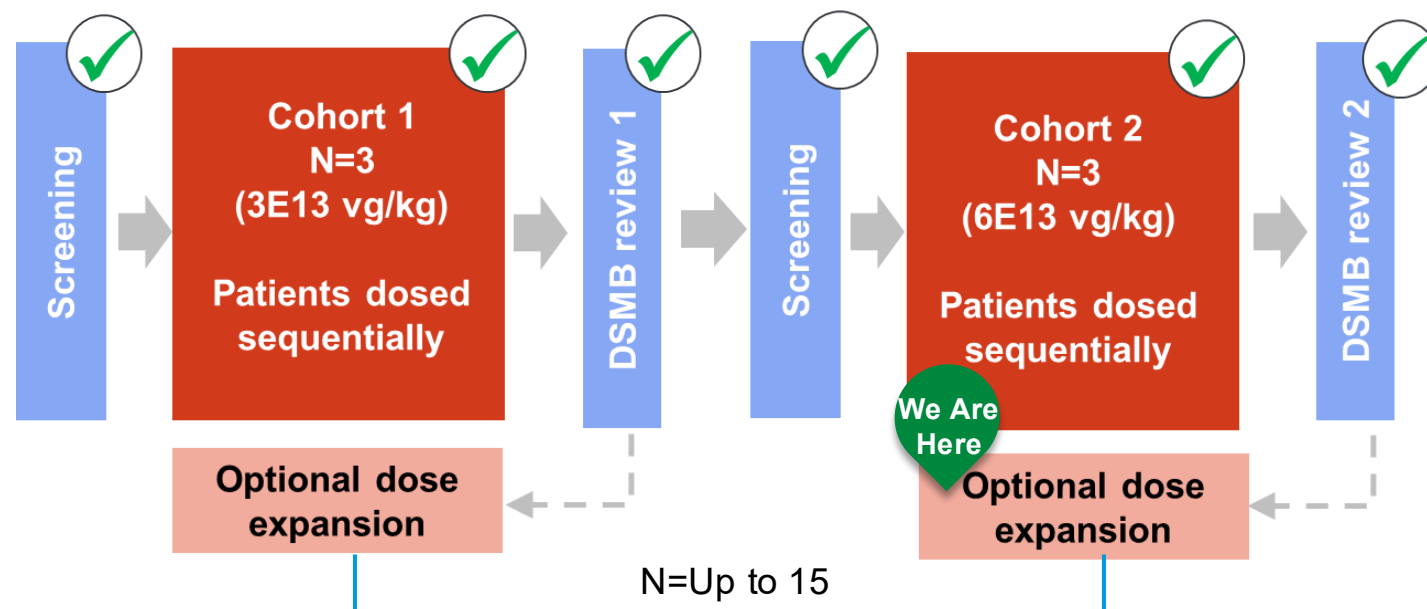 Screening
Cohort 1
N=3
(3E13 vg/kg)
Patients dosed
sequentially
DSMB review 1
Screening
Cohort 2
N=3
(6E13 vg/kg)
Patients dosed
sequentially
DSMB review 2
We Are
Here
Optional dose
expansion
Optional dose
expansion
N=Up to 15